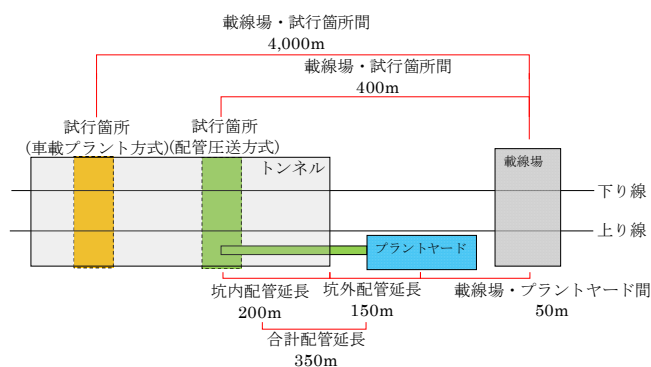 載線場・試行箇所間
4,000m
載線場・試行箇所間
400m
試行箇所
(車載プラント方式)
試行箇所
(配管圧送方式)
トンネル
載線場
下り線
上り線
プラントヤード
坑内配管延長
200m
坑外配管延長
150m
載線場・プラントヤード間
50m
合計配管延長
350m